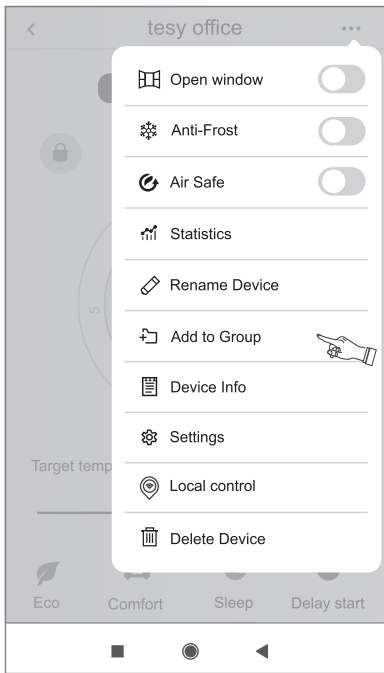 tesy office
Open window
Anti-Frost
Air Safe
Statistics
Rename Device
5
Add to Group
Device Info
Settings
Target temp
Local control
Delete Device
Eco Comfort Sleep Delay start